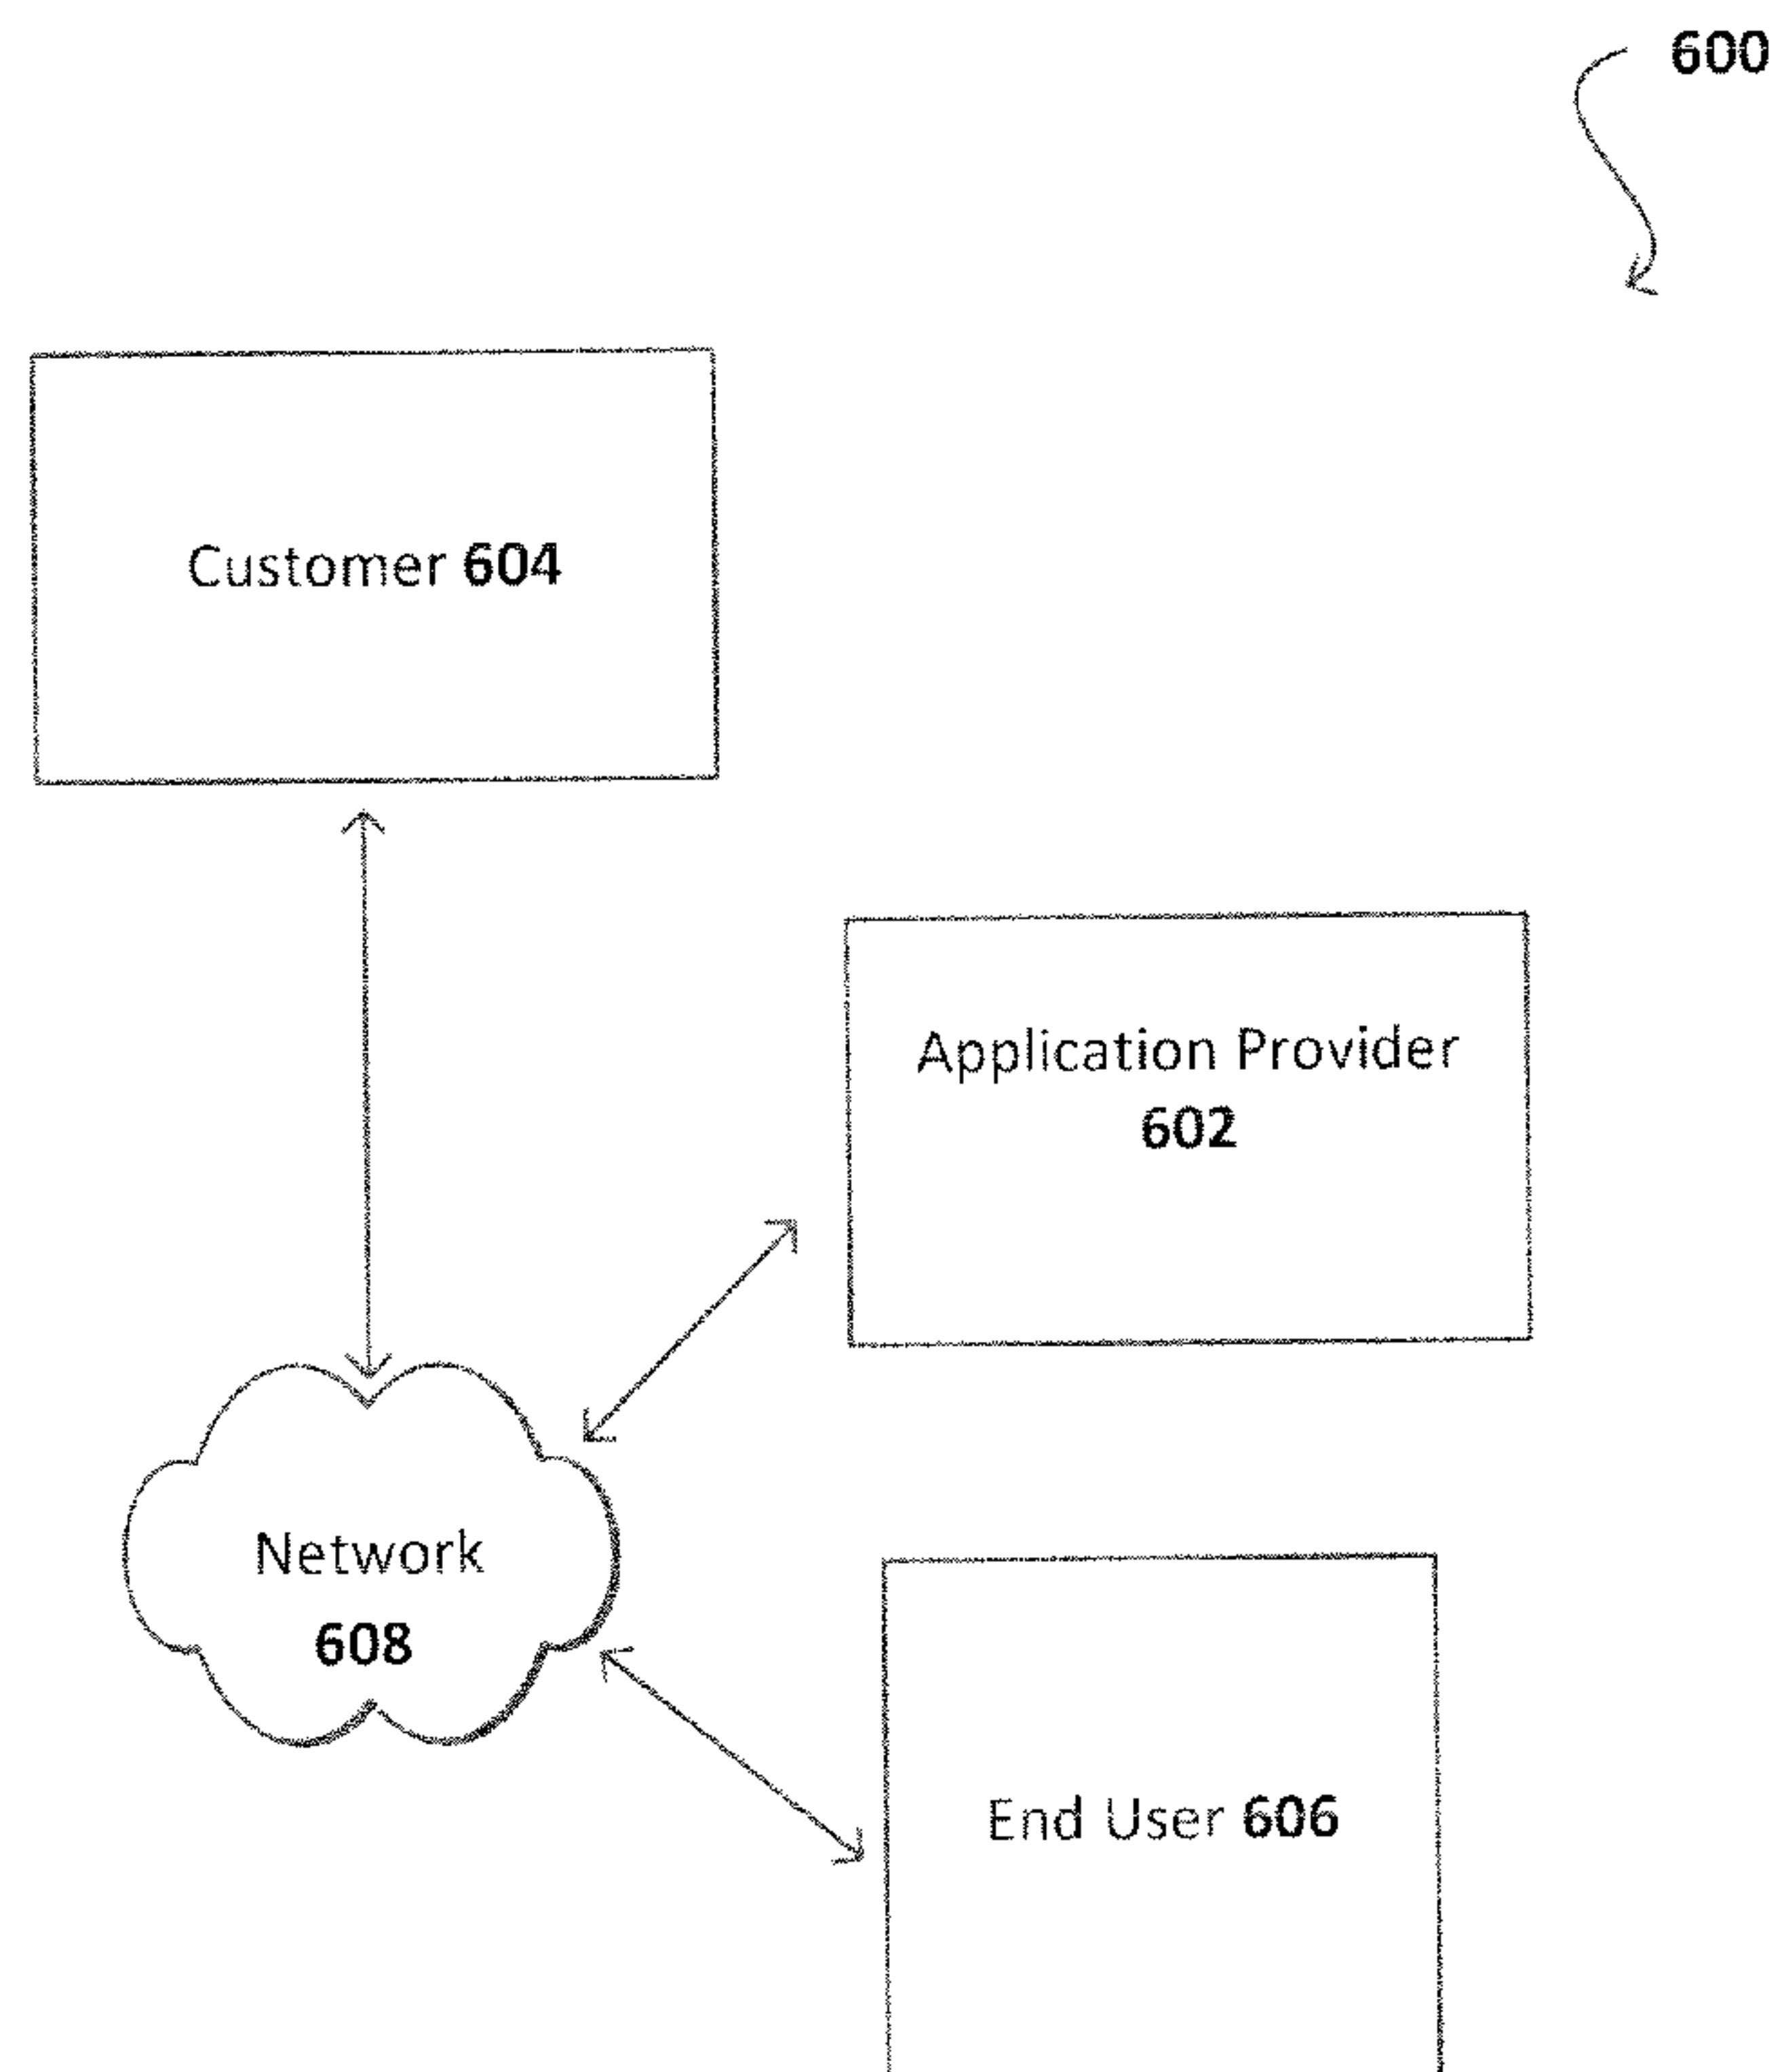 600
Customer 604
Application Provider
602
Network
608
End User 606